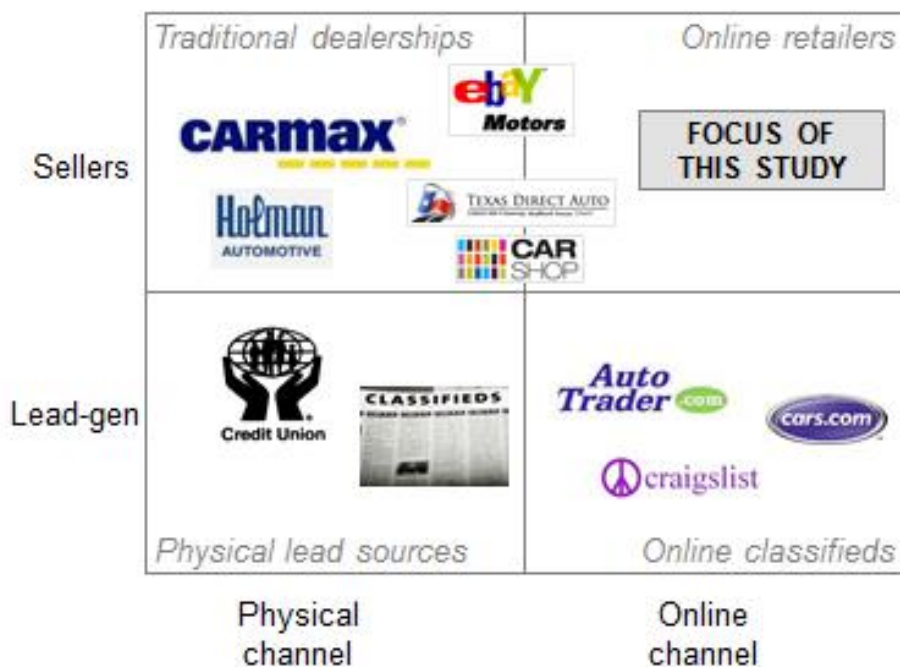 Traditional dealerships
Online retailers
ebaY
Motors
CARMAX®
FOCUS OF
THIS STUDY
Sellers
Holman
AUTOMOTIVE
TEXAS DIRECT AUTO
CAR
SHOP
Credit Union
CLASSIFIEDS
Auto
Trader .com
cars.com
Lead-gen
craigslist
Physical lead sources
Online classifieds
Physical
channel
Online
channel